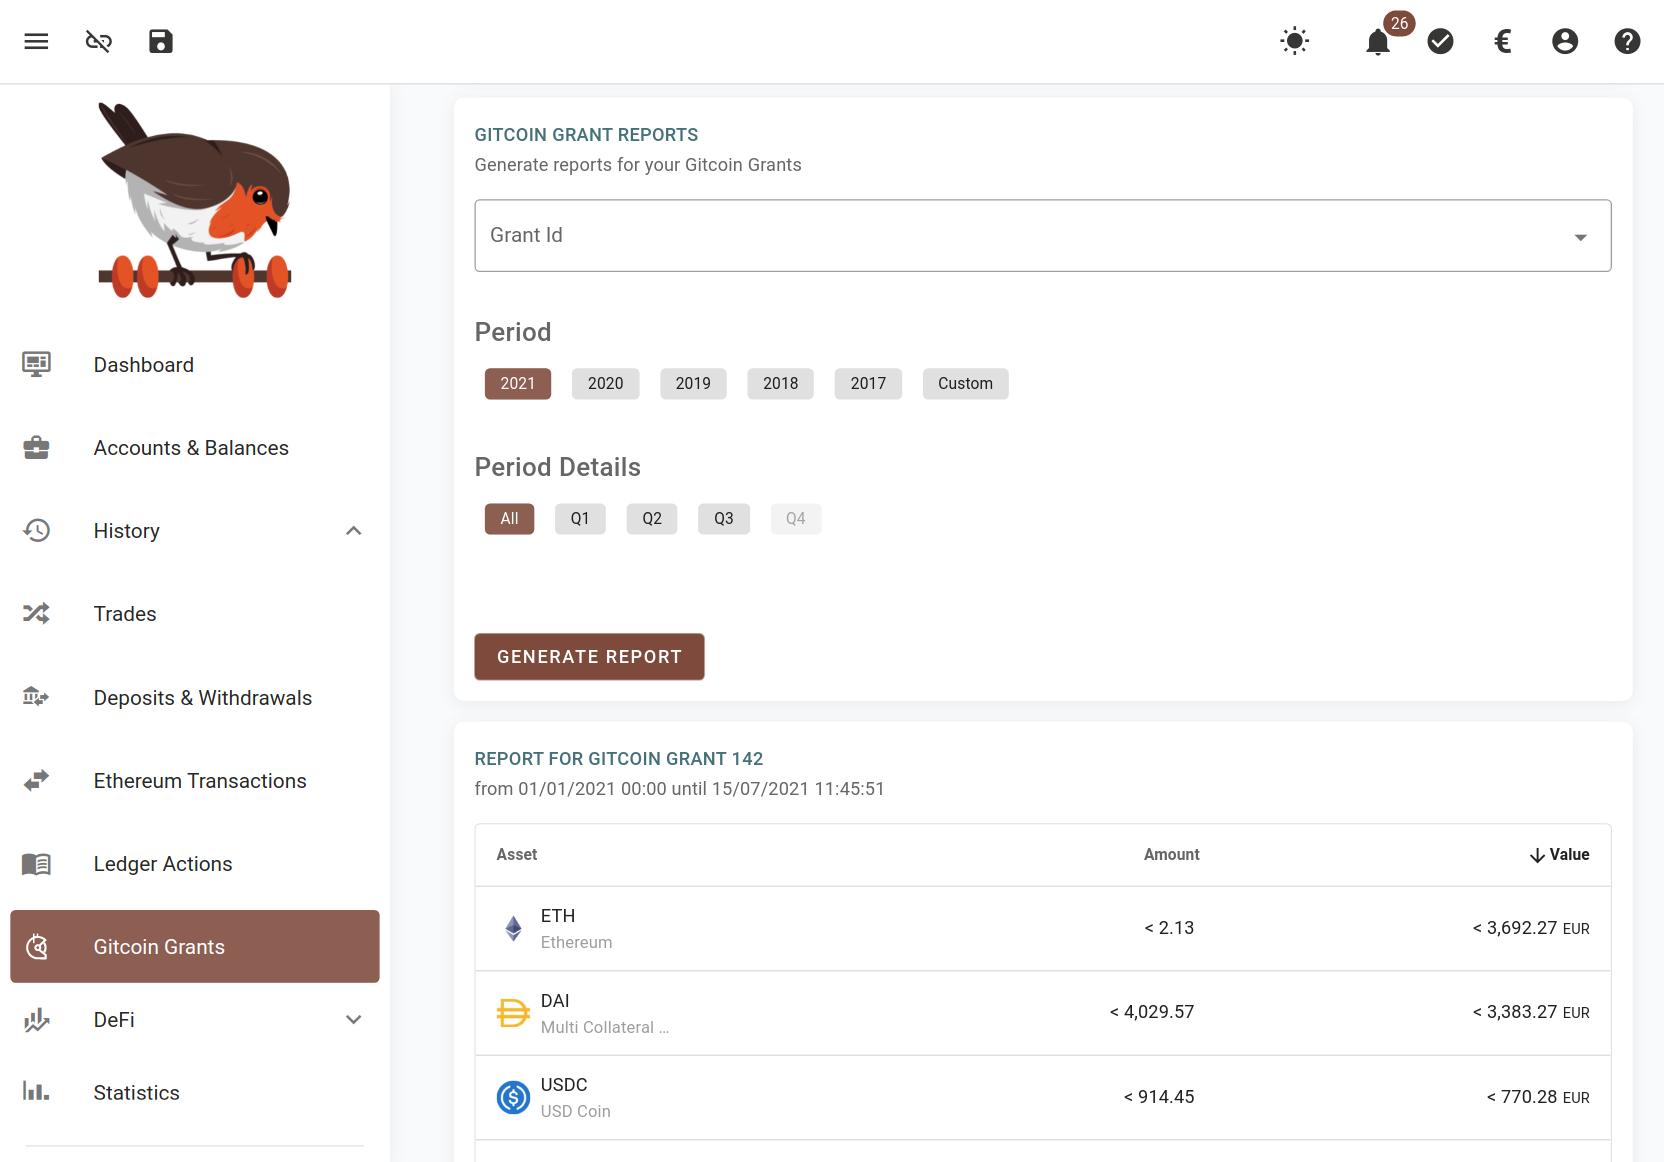 26
GITCOIN GRANT REPORTS
Generate reports for your Gitcoin Grants
Grant Id
Period
2021 2020 2019 2018 2017 Custom
Period Details
All Q1 Q2 Q3 Q4
GENERATE REPORT
Dashboard
Accounts & Balances
History
Trades
Deposits & Withdrawals
Ethereum Transactions
Ledger Actions
Gitcoin Grants
DeFi
Statistics
REPORT FOR GITCOIN GRANT 142
from 01/01/2021 00:00 until 15/07/2021 11:45:51
Asset Amount Value
ETH
Ethereum
< 2.13 < 3,692.27 EUR
DAI
Multi Collateral ...
< 4,029.57 < 3,383.27 EUR
USDC
USD Coin
< 914.45 < 770.28 EUR